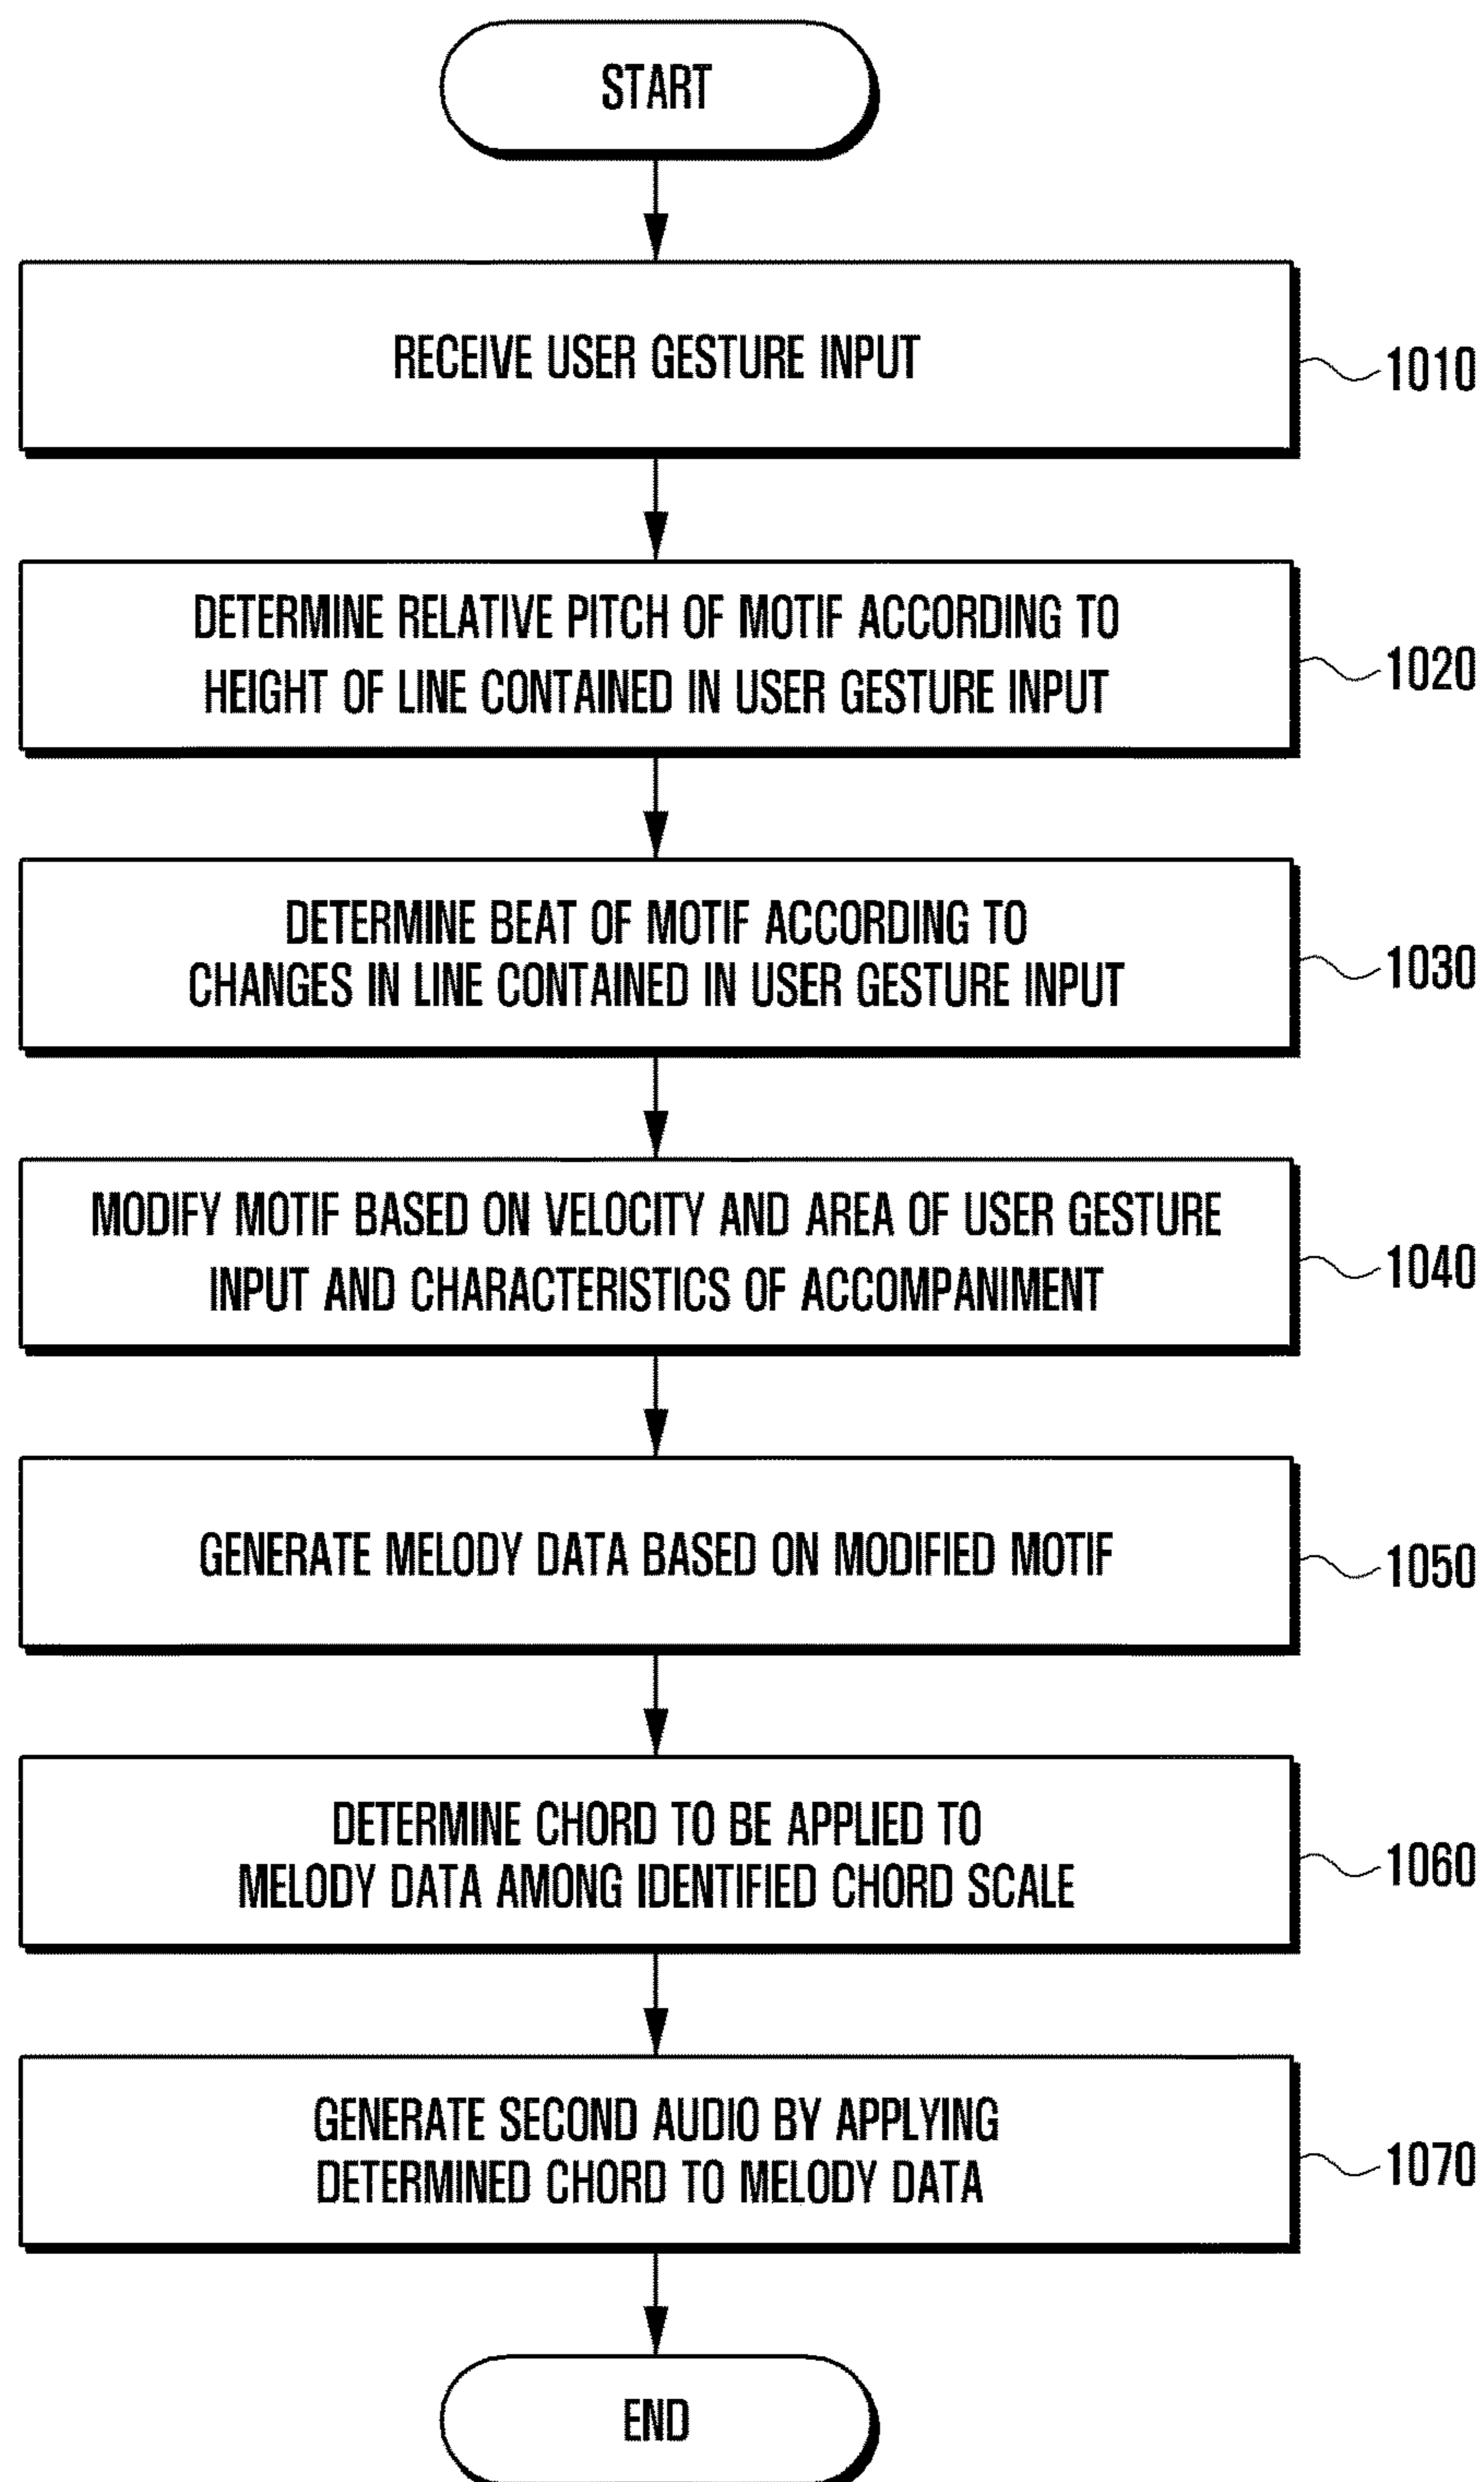 START
RECEIVE USER GESTURE INPUT
1010
DETERMINE RELATIVE PITCH OF MOTIF ACCORDING TO
HEIGHT OF LINE CONTAINED IN USER GESTURE INPUT
1020
DETERMINE BEAT OF MOTIF ACCORDING TO
CHANGES IN LINE CONTAINED IN USER GESTURE INPUT
1030
MODIFY MOTIF BASED ON VELOCITY AND AREA OF USER GESTURE
INPUT AND CHARACTERISTICS OF ACCOMPANIMENT
1040
GENERATE MELODY DATA BASED ON MODIFIED MOTIF
1050
DETERMINE CHORD TO BE APPLIED TO
MELODY DATA AMONG IDENTIFIED CHORD SCALE
1060
GENERATE SECOND AUDIO BY APPLYING
DETERMINED CHORD TO MELODY DATA
1070
END